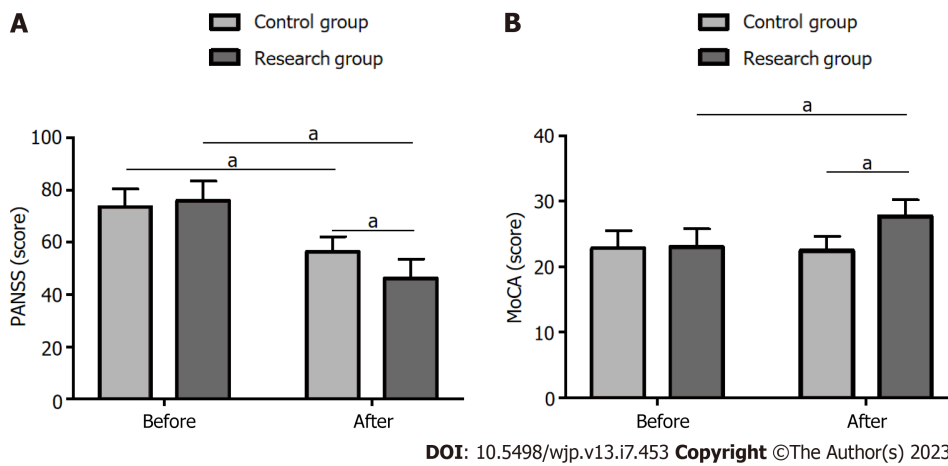 A
Control group
Research group
a
a
a
100
80
60
40
20
0
PANSS (score)
Before
After
B
Control group
Research group
a
a
40
30
20
10
0
MoCA (score)
Before
After
DOI: 10.5498/wjp.v13.i7.453 Copyright ©The Author(s) 2023